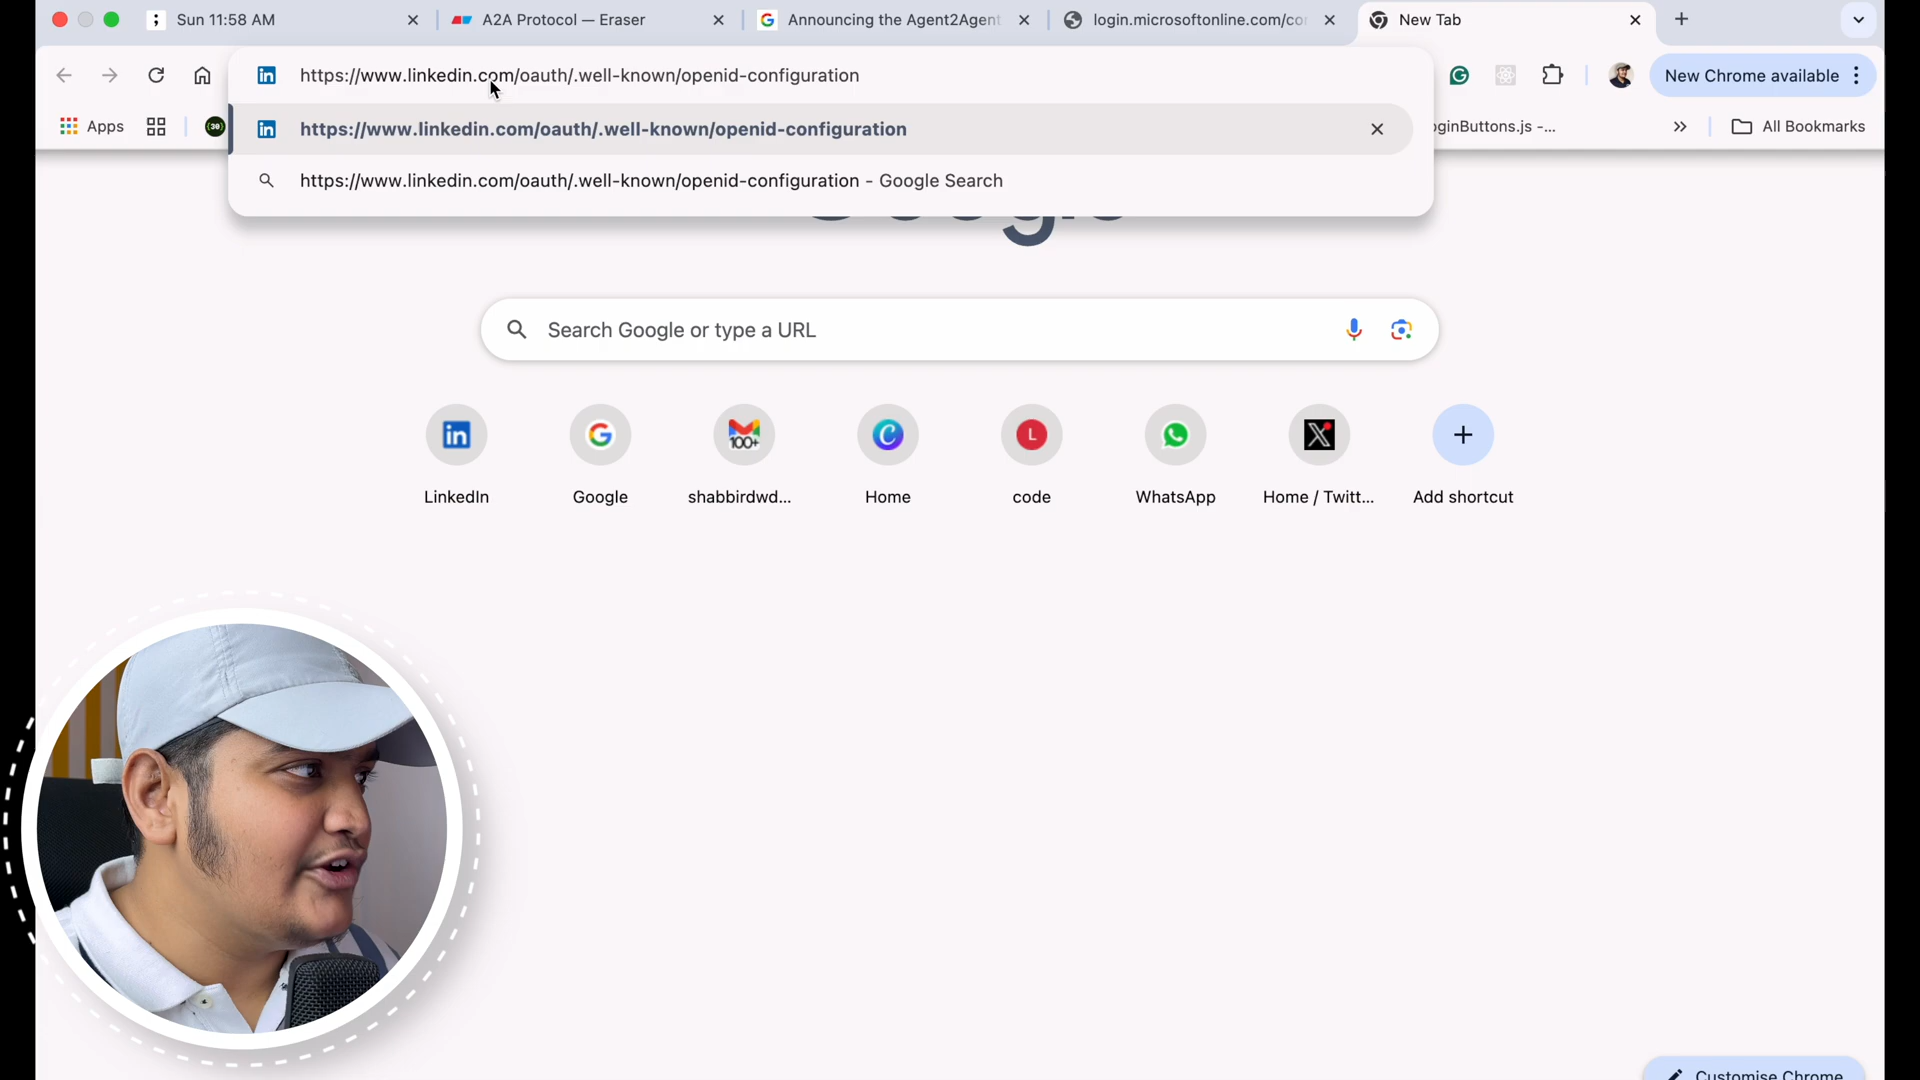 Sun 11:58 AM
A2A Protocol — Eraser
Announcing the Agent2Agent
login.microsoftonline.com/co
New Tab
https://www.linkedin.com/oauth/.well-known/openid-configuration
New Chrome available
Apps
https://www.linkedin.com/oauth/.well-known/openid-configuration
oginButtons.js -...
All Bookmarks
https://www.linkedin.com/oauth/.well-known/openid-configuration - Google Search
Search Google or type a URL
100+
L
LinkedIn
Google
shabbirdwd...
Home
code
WhatsApp
Home / Twitt...
Add shortcut
Customise Chrome